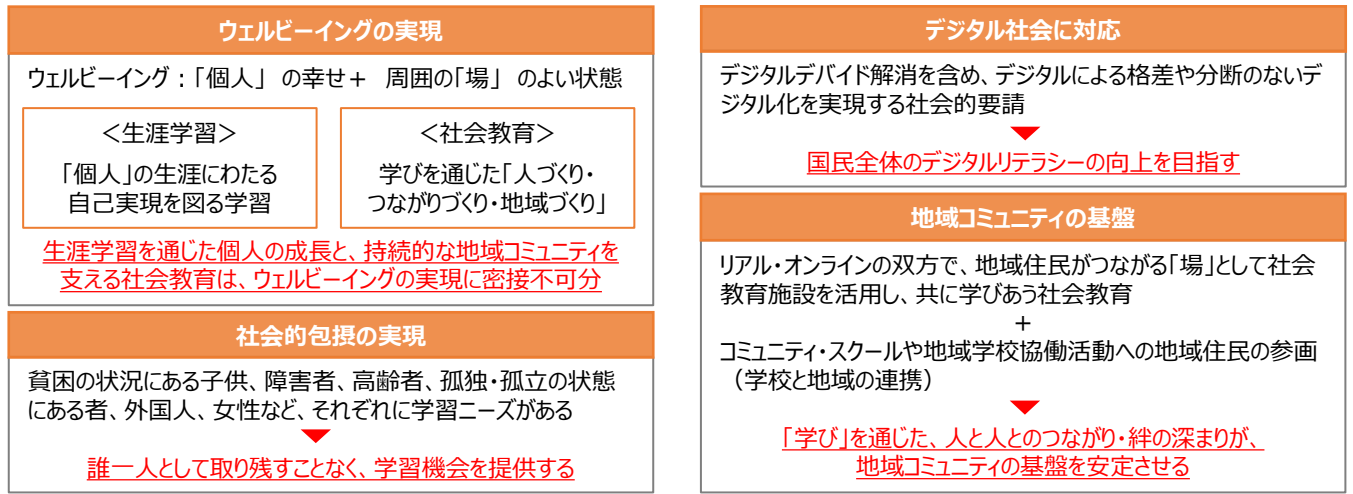 ウェルビーイングの実現
ウェルビーイング：「個人」 の幸せ＋ 周囲の「場」 のよい状態
＜生涯学習＞
「個人」の生涯にわたる
自己実現を図る学習
＜社会教育＞
学びを通じた「人づくり・
つながりづくり・地域づくり」
生涯学習を通じた個人の成長と、持続的な地域コミュニティを
支える社会教育は、ウェルビーイングの実現に密接不可分
社会的包摂の実現
貧困の状況にある子供、障害者、高齢者、孤独・孤立の状態
にある者、外国人、女性など、それぞれに学習ニーズがある
誰一人として取り残すことなく、学習機会を提供する
デジタル社会に対応
デジタルデバイド解消を含め、デジタルによる格差や分断のないデ
ジタル化を実現する社会的要請
国民全体のデジタルリテラシーの向上を目指す
地域コミュニティの基盤
リアル・オンラインの双方で、地域住民がつながる「場」として社会
教育施設を活用し、共に学びあう社会教育
＋
コミュニティ・スクールや地域学校協働活動への地域住民の参画
（学校と地域の連携）
「学び」を通じた、人と人とのつながり・絆の深まりが、
地域コミュニティの基盤を安定させる